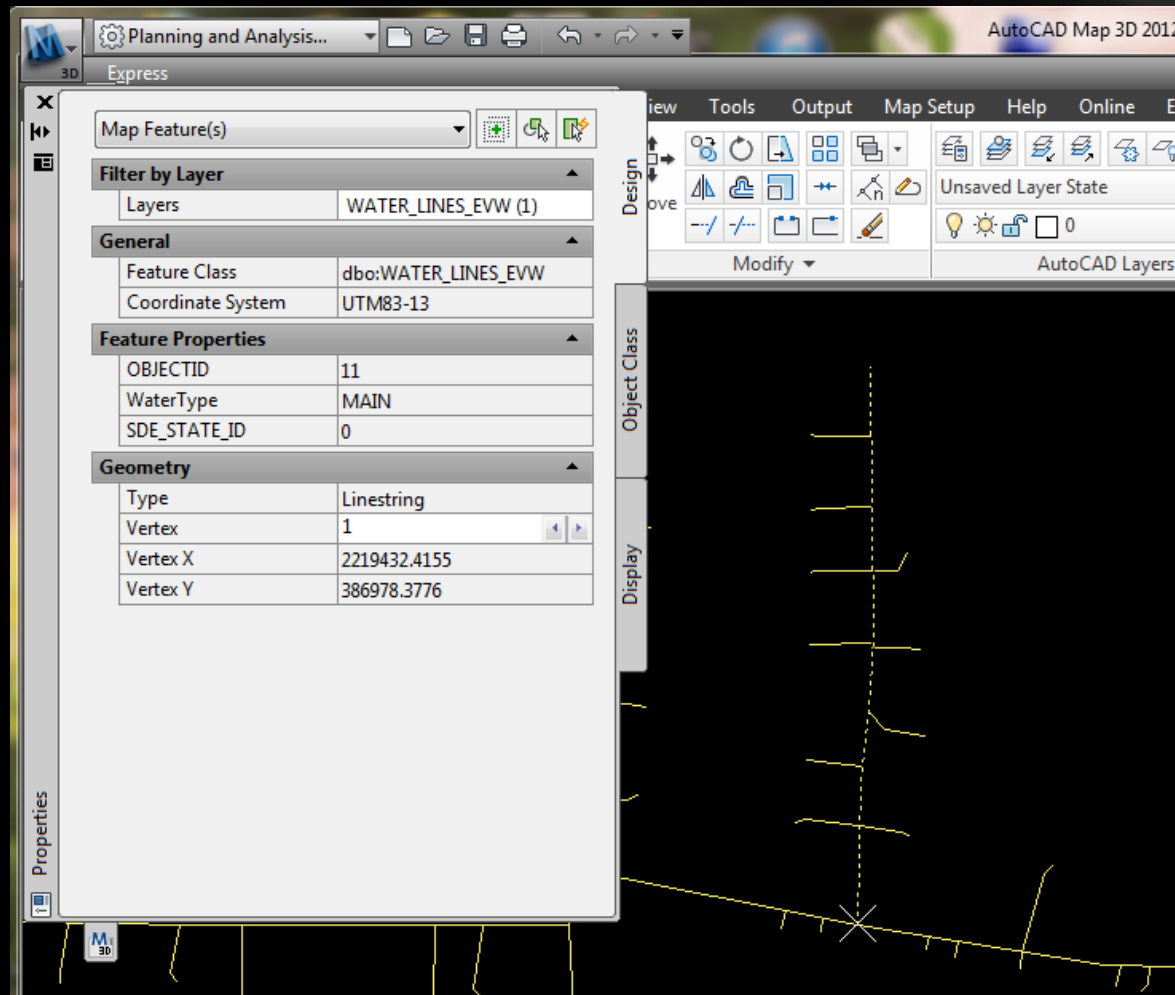 Planning and Analysis...
AutoCAD Map 3D 2012
3D
Express
iew Tools Output Map Setup Help Online E
Map Feature(s)
Filter by Layer
Layers WATER_LINES_EVW (1)
General
Feature Class dbo:WATER_LINES_EVW
Coordinate System UTM83-13
Feature Properties
OBJECTID 11
WaterType MAIN
SDE_STATE_ID 0
Geometry
Type Linestring
Vertex 1
Vertex X 2219432.4155
Vertex Y 386978.3776
Design
Object Class
Display
Properties
ove
Unsaved Layer State
0
Modify
AutoCAD Layers
M
3D